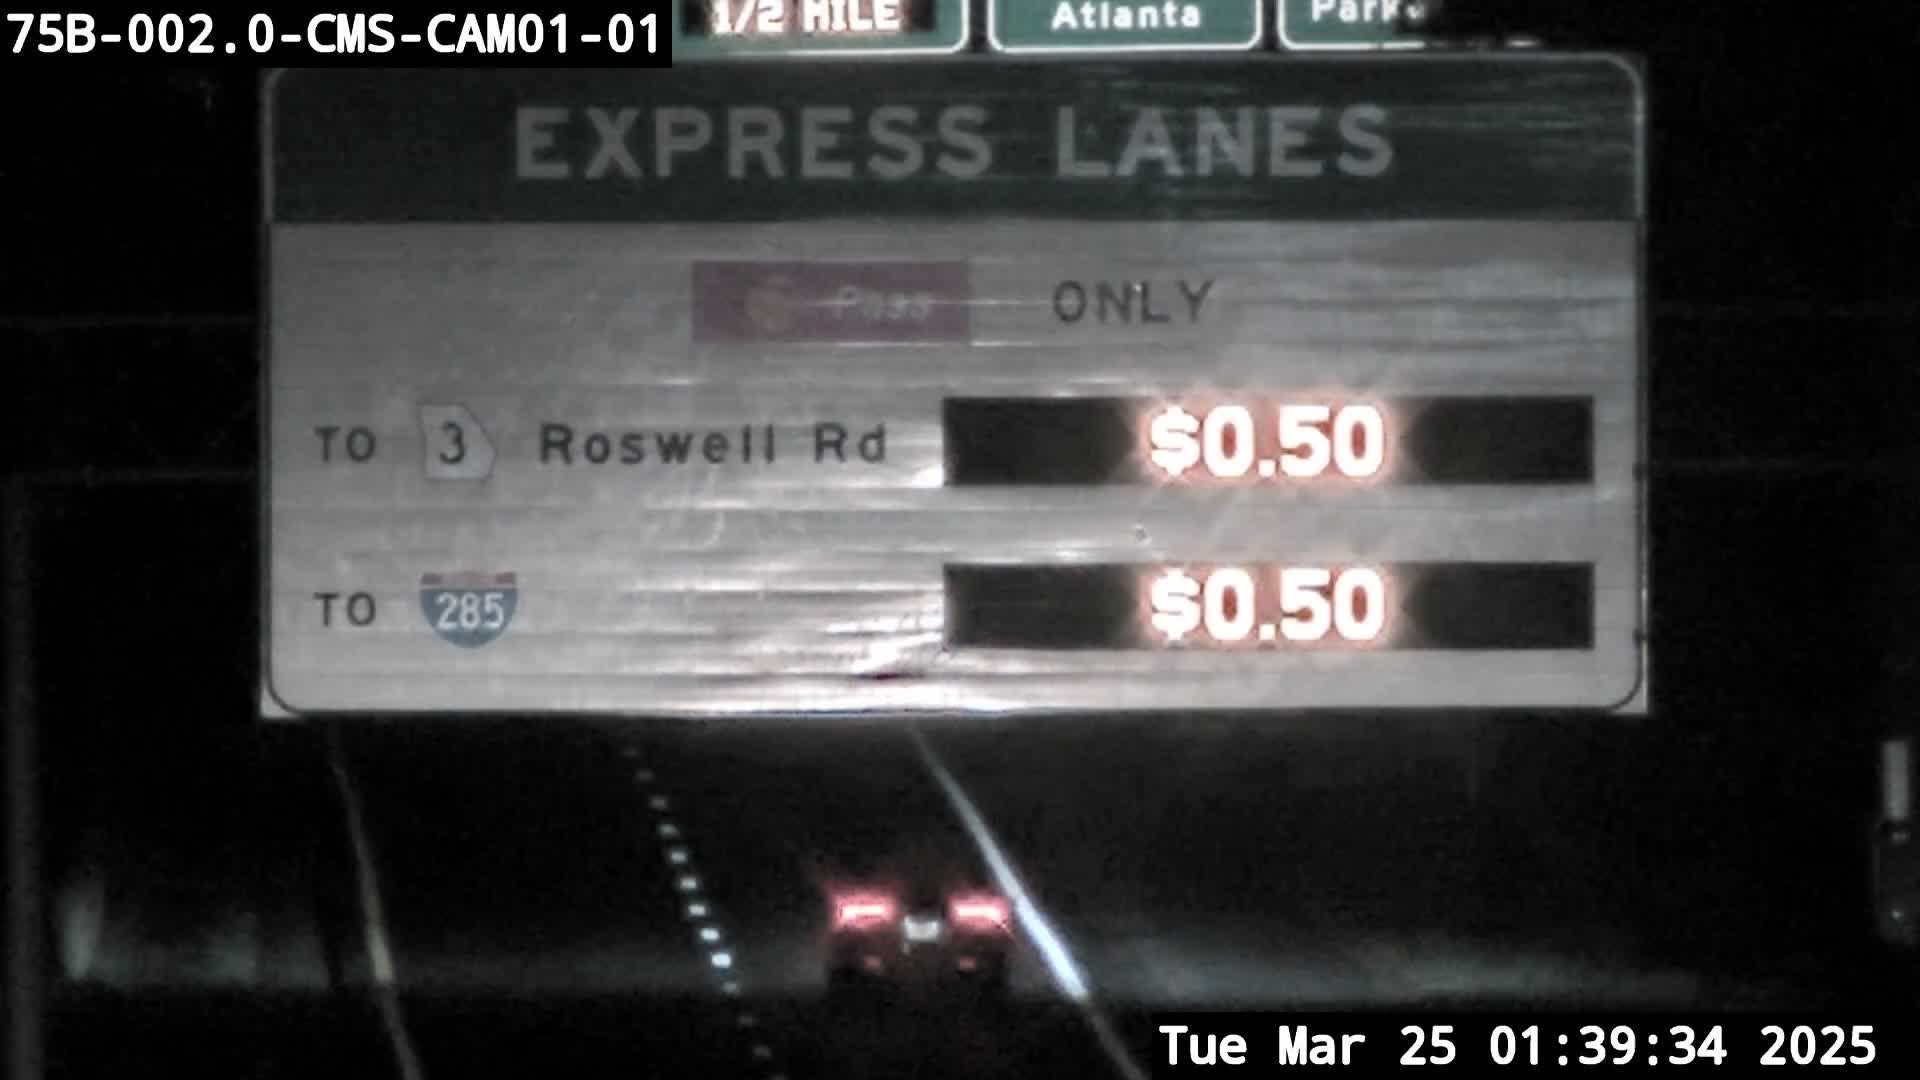 75B-002.0-CMS-CAM01-01
1/2 MILE
Atlanta
EXPRESS LANES
Pass ONLY
TO 3 Roswell Rd $0.50
TO 285 $0.50
Tue Mar 25 01:39:34 2025